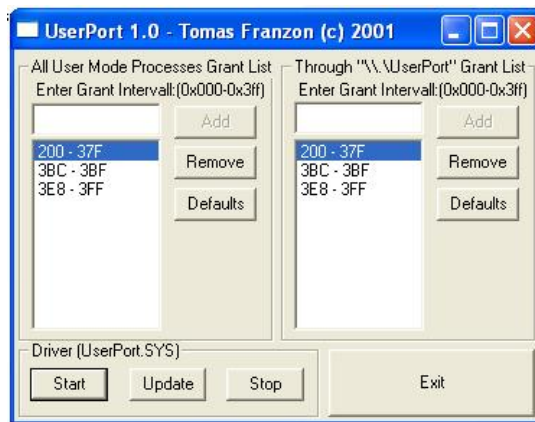 UserPort 1.0 - Tomas Franzon (c) 2001
All User Mode Processes Grant List
Enter Grant Intervall:(0x000-0x3ff)
Add
200 - 37F
3BC - 3BF
3E8 - 3FF
Remove
Defaults
Through "\\.\UserPort" Grant List
Enter Grant Intervall:(0x000-0x3ff)
Add
200 - 37F
3BC - 3BF
3E8 - 3FF
Remove
Defaults
Driver (UserPort.SYS)
Start
Update
Stop
Exit